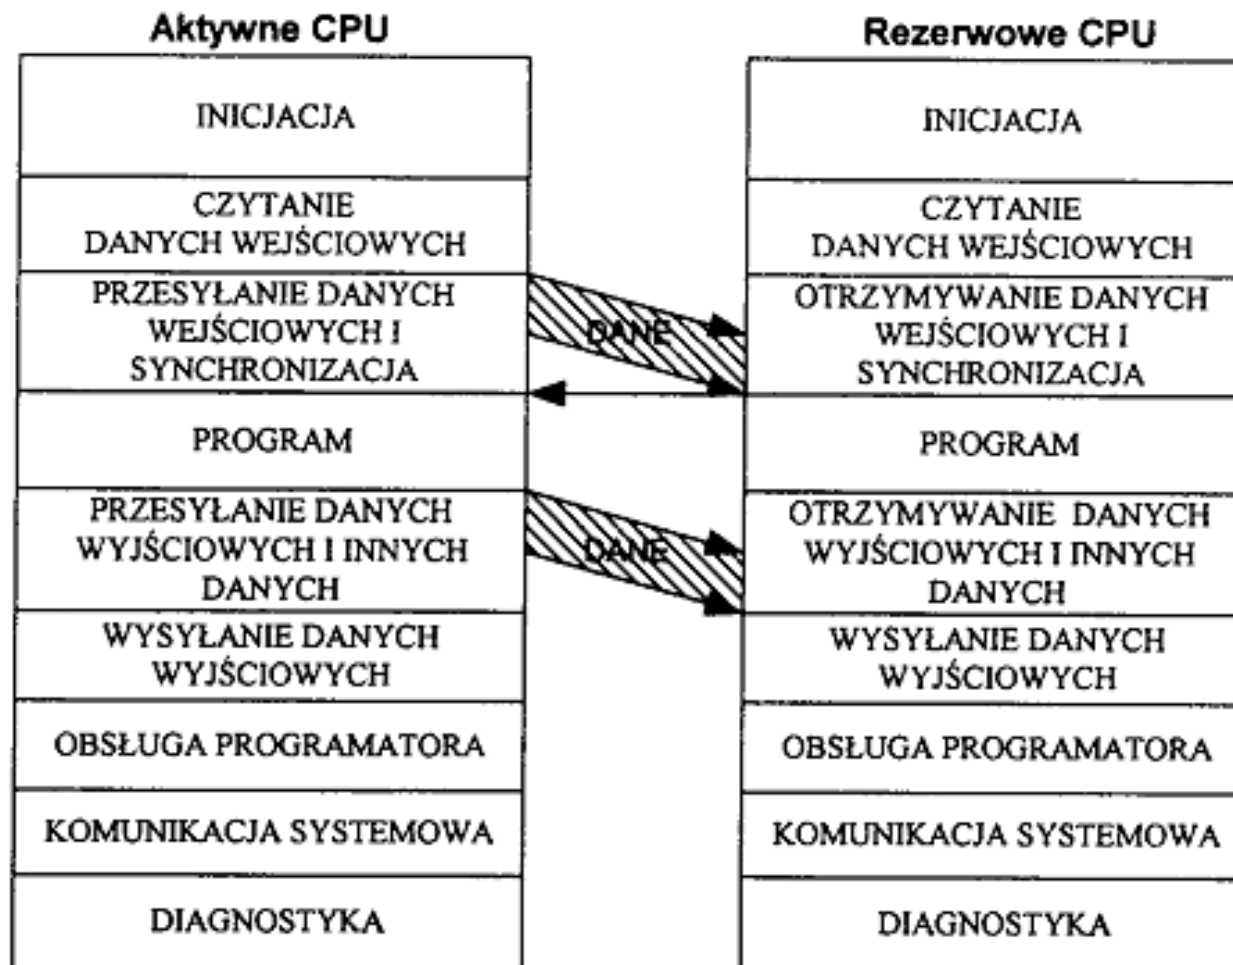 Aktywne CPU
INICJACJA
CZYTANIE
DANYCH WEJŚCIOWYCH
PRZESYŁANIE DANYCH
WEJŚCIOWYCH I
SYNCHRONIZACJA
PROGRAM
PRZESYŁANIE DANYCH
WYJŚCIOWYCH I INNYCH
DANYCH
WYSYŁANIE DANYCH
WYJŚCIOWYCH
OBSŁUGA PROGRAMATORA
KOMUNIKACJA SYSTEMOWA
DIAGNOSTYKA
DANE
DANE
Rezerwowe CPU
INICJACJA
CZYTANIE
DANYCH WEJŚCIOWYCH
OTRZYMYWANIE DANYCH
WEJŚCIOWYCH I
SYNCHRONIZACJA
PROGRAM
OTRZYMYWANIE DANYCH
WYJŚCIOWYCH I INNYCH
DANYCH
WYSYŁANIE DANYCH
WYJŚCIOWYCH
OBSŁUGA PROGRAMATORA
KOMUNIKACJA SYSTEMOWA
DIAGNOSTYKA